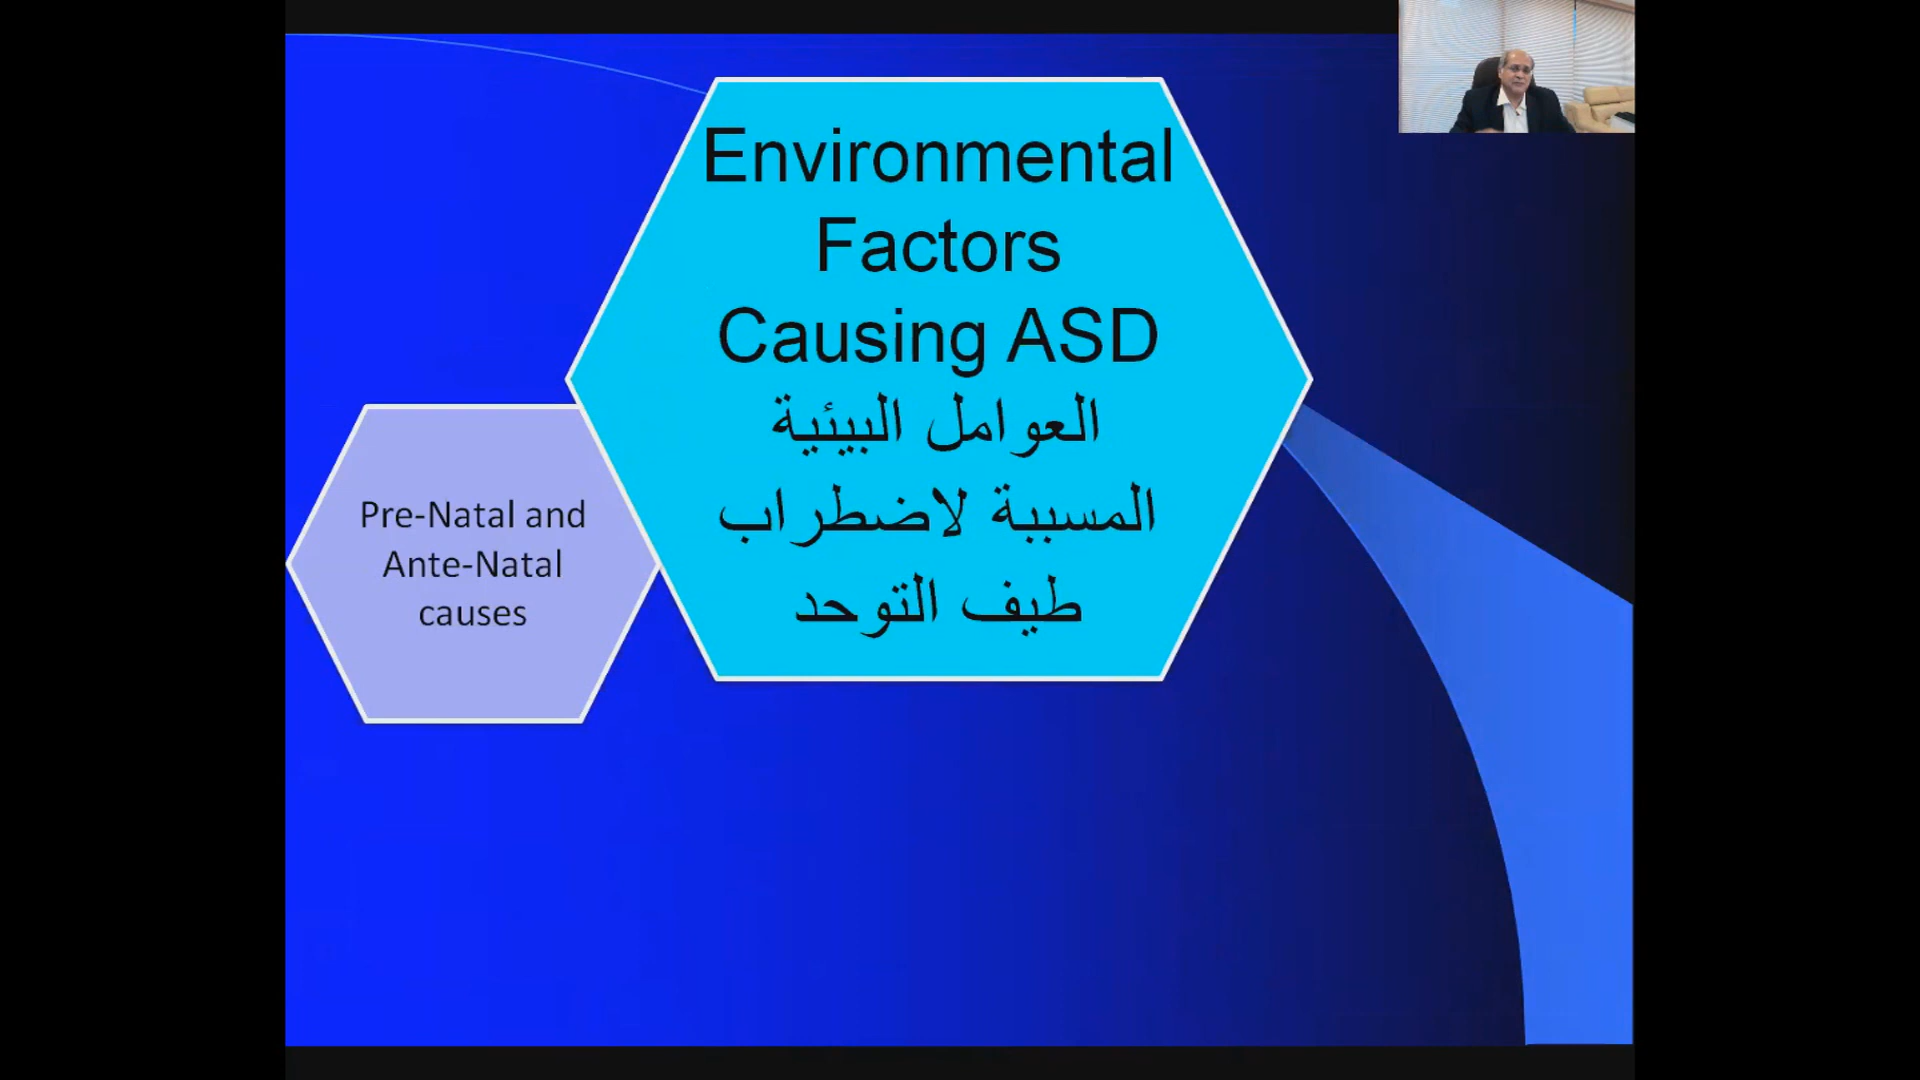 Environmental
Factors
Causing ASD
العوامل البيئية
المسببة لاضطراب
طيف التوحد
Pre-Natal and
Ante-Natal
causes